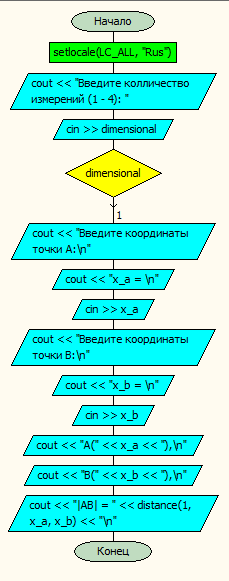 Начало
setlocale(LC_ALL, "Rus")
cout << "Введите колличество
измерений (1 - 4): "
cin >> dimensional
dimensional
1
cout << "Введите координаты
точки A:\n"
cout << "x_a = \n"
cin >> x_a
cout << "Введите координаты
точки B:\n"
cout << "x_b = \n"
cin >> x_b
cout << "A(" << x_a << "),\n"
cout << "B(" << x_b << "),\n"
cout << "|AB| = " << distance(1,
x_a, x_b) << "\n"
Конец